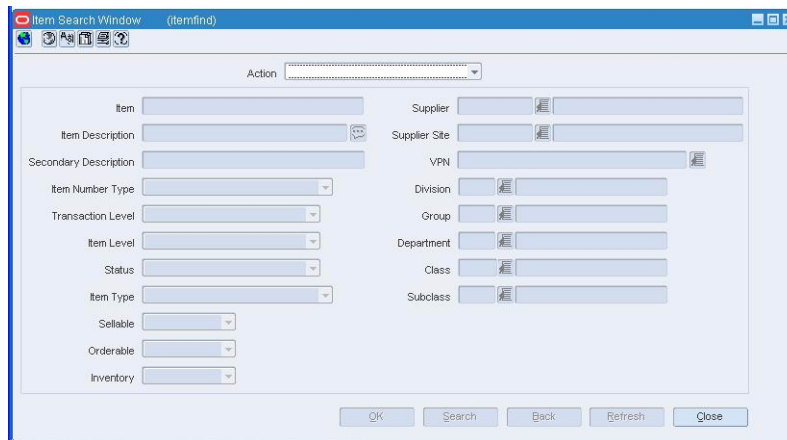 Item Search Window (itemfind)
Action
Item
Supplier
Item Description
Supplier Site
Secondary Description
VPN
Item Number Type
Division
Transaction Level
Group
Item Level
Department
Status
Class
Item Type
Subclass
Sellable
Orderable
Inventory
OK Search Back Refresh Close